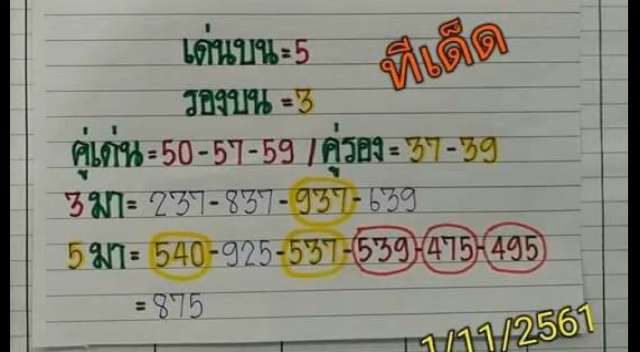 เด่นบน=5
ทีเด็ด
รองบน =3
คู่เด่น=50-57-59 /คู่รอง= 37-39
3 มา= 237-837-937-639
5 มา= 540-925-537-539-475-495
=875
1/11/2561